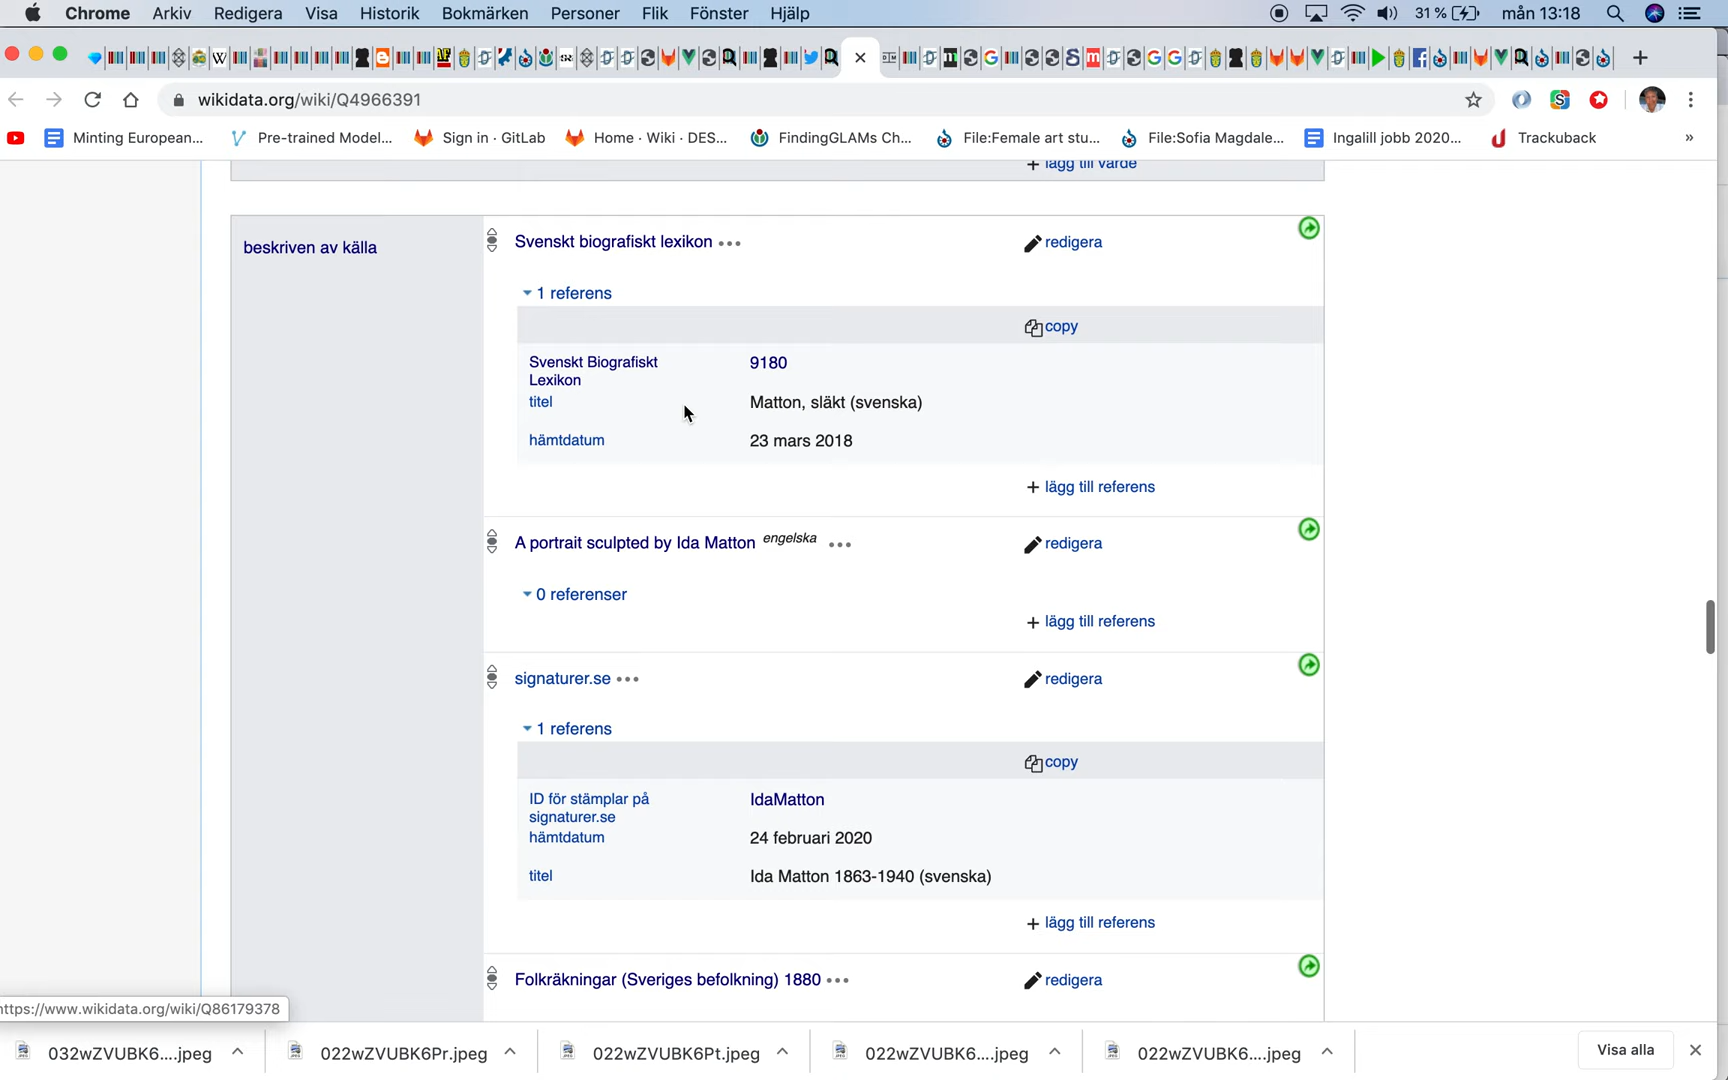 Chrome Arkiv Redigera Visa Historik Bokmärken Personer Flik Fönster Hjälp 31 % mån 13:18
wikidata.org/wiki/Q4966391
Minting European... Pre-trained Model... Sign in · GitLab Home · Wiki · DES... FindingGLAMs Ch... File:Female art stu... File:Sofia Magdale... Ingalill jobb 2020... Trackuback »
+ lägg till värde
beskriven av källa
Svenskt biografiskt lexikon •••
redigera
1 referens
copy
Svenskt Biografiskt
Lexikon
9180
titel
Matton, släkt (svenska)
hämtdatum
23 mars 2018
+ lägg till referens
A portrait sculpted by Ida Matton engelska •••
redigera
0 referenser
+ lägg till referens
signaturer.se •••
redigera
1 referens
copy
ID för stämplar på
signaturer.se
IdaMatton
hämtdatum
24 februari 2020
titel
Ida Matton 1863-1940 (svenska)
+ lägg till referens
Folkräkningar (Sveriges befolkning) 1880 •••
redigera
https://www.wikidata.org/wiki/Q86179378
032wZVUBK6....jpeg 022wZVUBK6Pr.jpeg 022wZVUBK6Pt.jpeg 022wZVUBK6....jpeg 022wZVUBK6....jpeg Visa alla